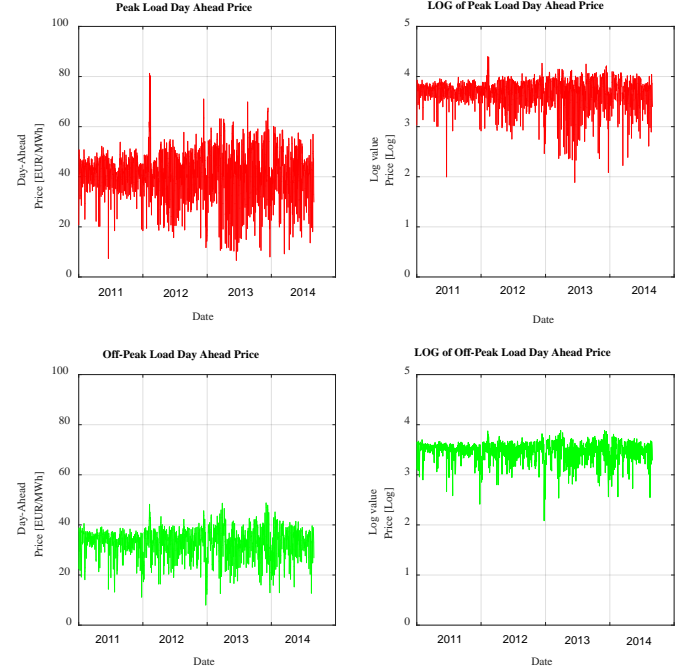 Peak Load Day Ahead Price
100
80
60
40
20
0
Day-Ahead
Price [EUR/MWh]
2011 2012 2013 2014
Date
LOG of Peak Load Day Ahead Price
5
4
3
2
1
0
Log value
Price [Log]
2011 2012 2013 2014
Date
Off-Peak Load Day Ahead Price
100
80
60
40
20
0
Day-Ahead
Price [EUR/MWh]
2011 2012 2013 2014
Date
LOG of Off-Peak Load Day Ahead Price
5
4
3
2
1
0
Log value
Price [Log]
2011 2012 2013 2014
Date